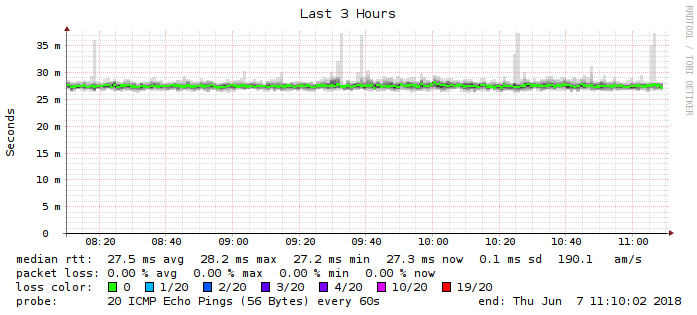 Last 3 Hours
RRDTOOL / TOBI OETIKER
Seconds
35 m
30 m
25 m
20 m
15 m
10 m
5 m
0
08:20 08:40 09:00 09:20 09:40 10:00 10:20 10:40 11:00
median rtt: 27.5 ms avg 28.2 ms max 27.2 ms min 27.3 ms now 0.1 ms sd 190.1 am/s
packet loss: 0.00 % avg 0.00 % max 0.00 % min 0.00 % now
loss color: 0 1/20 2/20 3/20 4/20 10/20 19/20
probe: 20 ICMP Echo Pings (56 Bytes) every 60s end: Thu Jun 7 11:10:02 2018